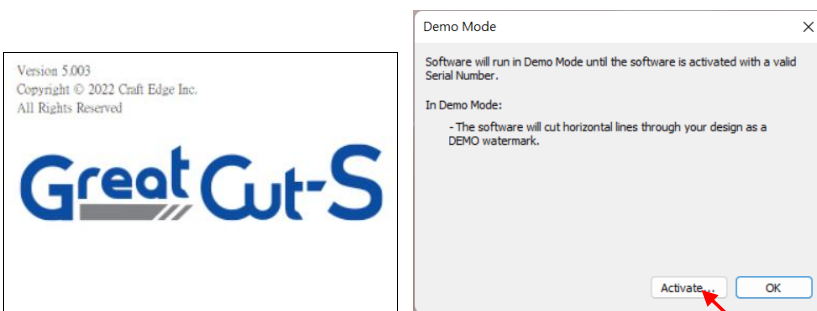 Version 5.003
Copyright © 2022 Craft Edge Inc.
All Rights Reserved
Great Cut-S
Demo Mode
Software will run in Demo Mode until the software is activated with a valid
Serial Number.
In Demo Mode:
- The software will cut horizontal lines through your design as a
DEMO watermark.
Activate...
OK